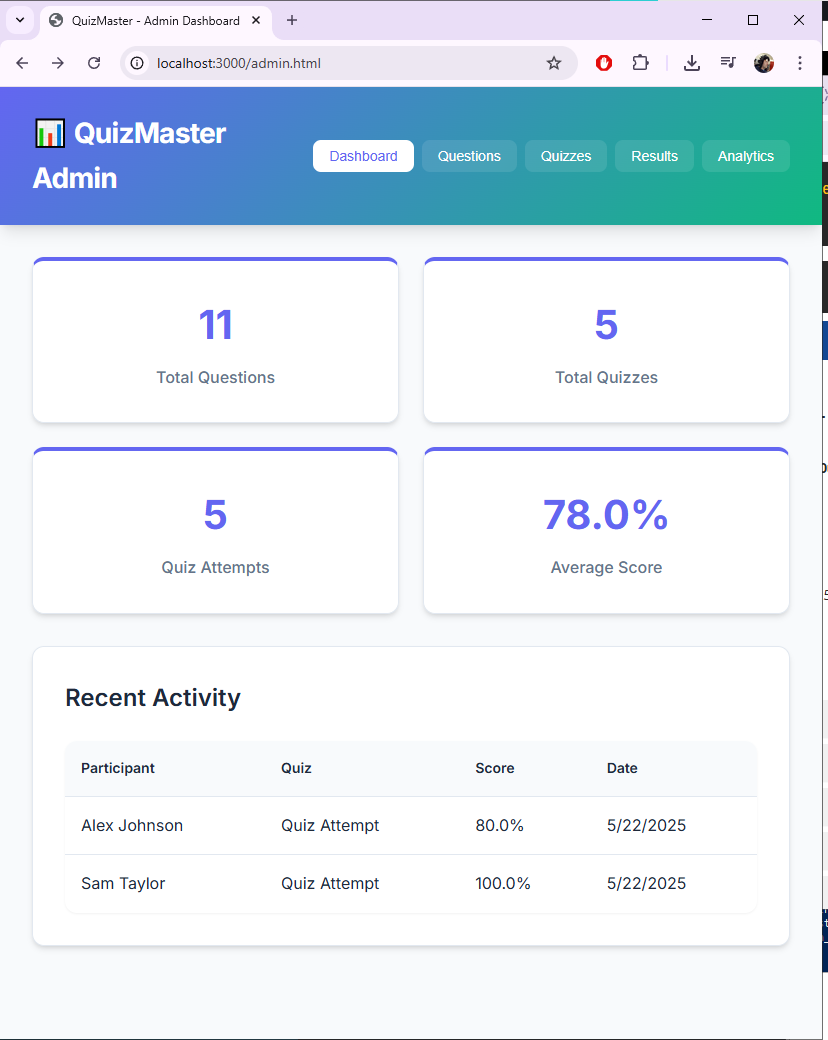 QuizMaster - Admin Dashboard
localhost:3000/admin.html
QuizMaster
Admin
Dashboard Questions Quizzes Results Analytics
11
Total Questions
5
Total Quizzes
5
Quiz Attempts
78.0%
Average Score
Recent Activity
Participant Quiz Score Date
Alex Johnson Quiz Attempt 80.0% 5/22/2025
Sam Taylor Quiz Attempt 100.0% 5/22/2025